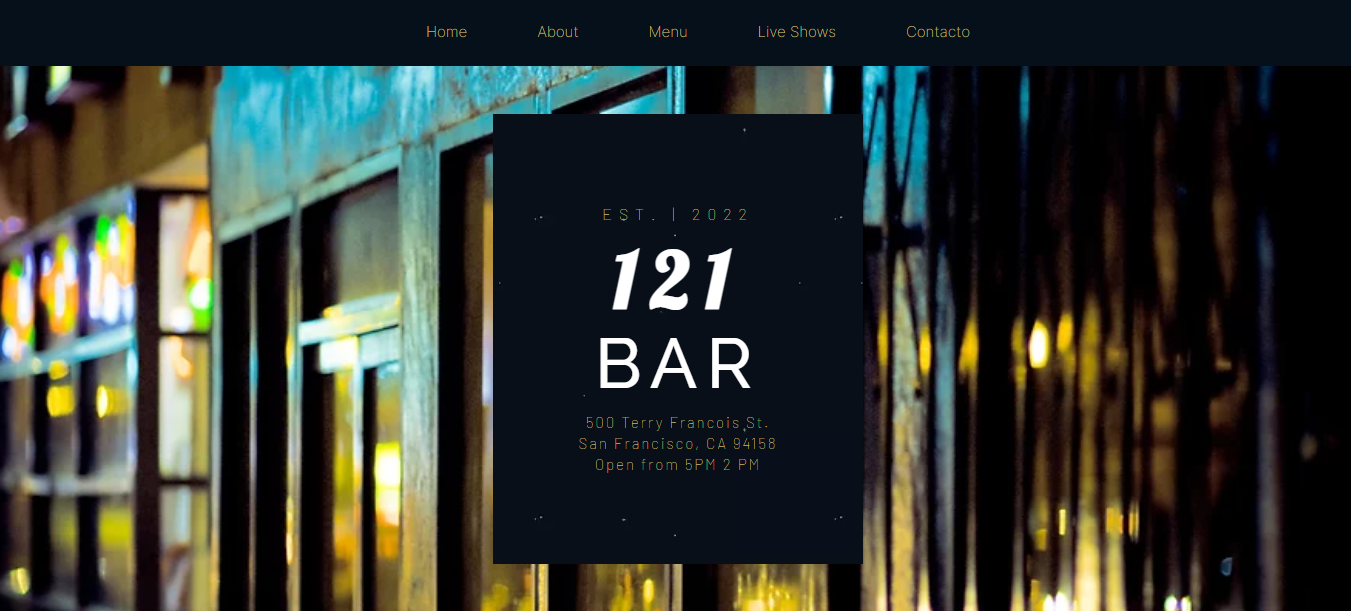 Home About Menu Live Shows Contacto
EST. | 2022
121
BAR
500 Terry Francois St.
San Francisco, CA 94158
Open from 5PM 2 PM